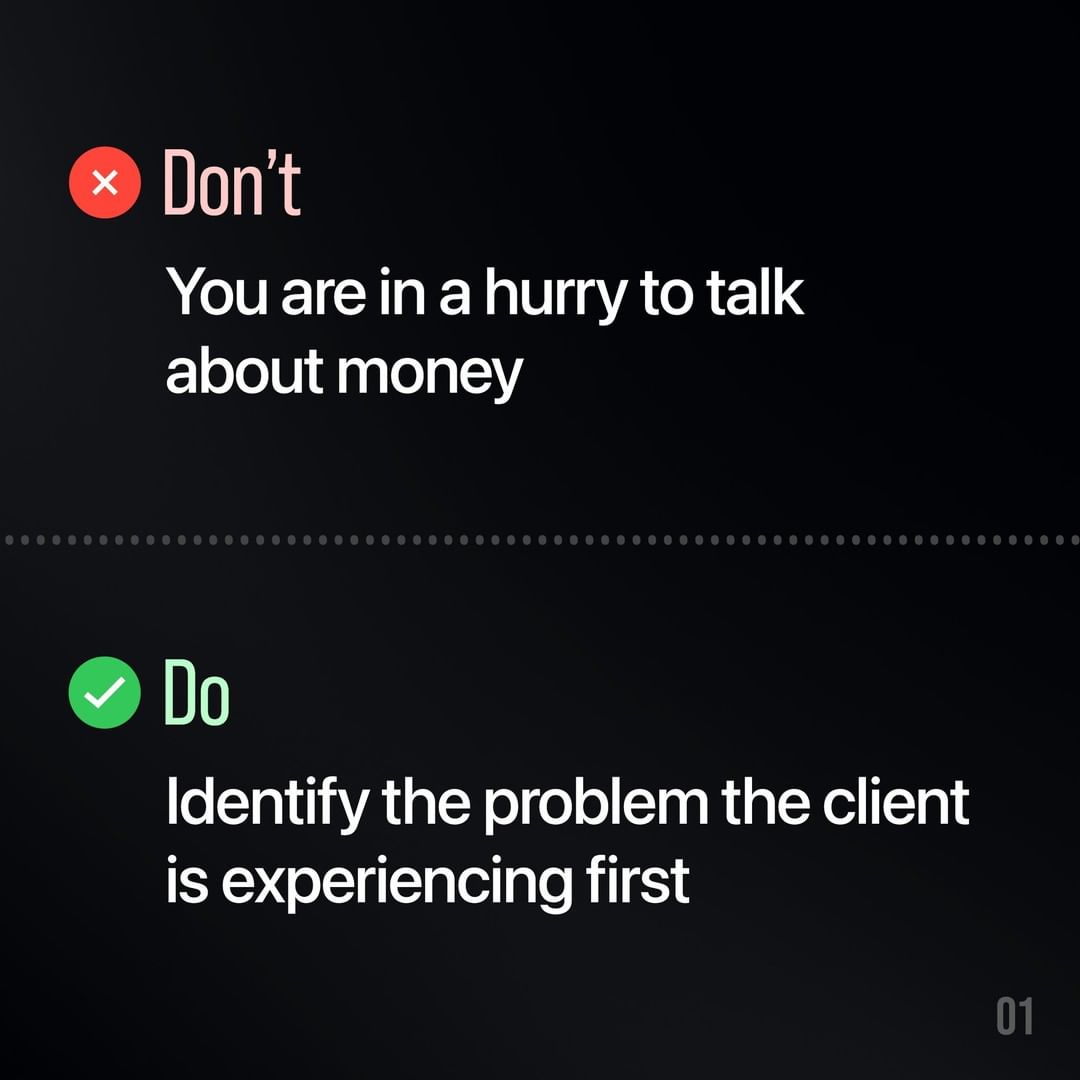 Don’t
You are in a hurry to talk
about money
Do
Identify the problem the client
is experiencing first
01